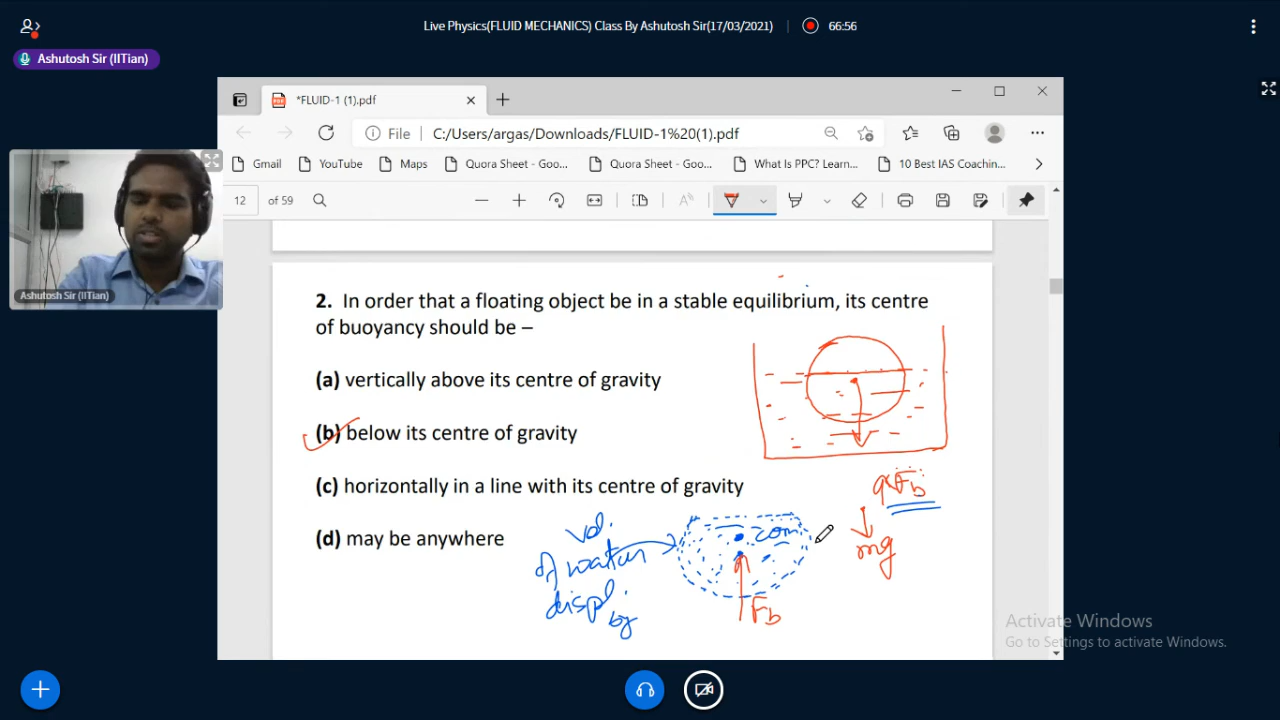 Live Physics(FLUID MECHANICS) Class By Ashutosh Sir(17/03/2021)
66:56
Ashutosh Sir (IITian)
*FLUID-1 (1).pdf
File
C:/Users/argas/Downloads/FLUID-1%20(1).pdf
Gmail
YouTube
Maps
Quora Sheet - Goo...
Quora Sheet - Goo...
What Is PPC? Learn...
10 Best IAS Coachin...
12 of 59
Ashutosh Sir (IITian)
2. In order that a floating object be in a stable equilibrium, its centre
of buoyancy should be –
(a) vertically above its centre of gravity
(b) below its centre of gravity
(c) horizontally in a line with its centre of gravity
(d) may be anywhere
Fb
mg
vol.
of water
displ.
by
com
Fb
Activate Windows
Go to Settings to activate Windows.